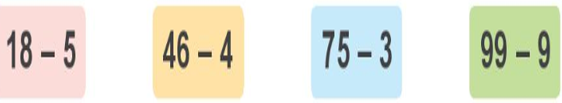 18 – 5 46 – 4 75 – 3 99 – 9